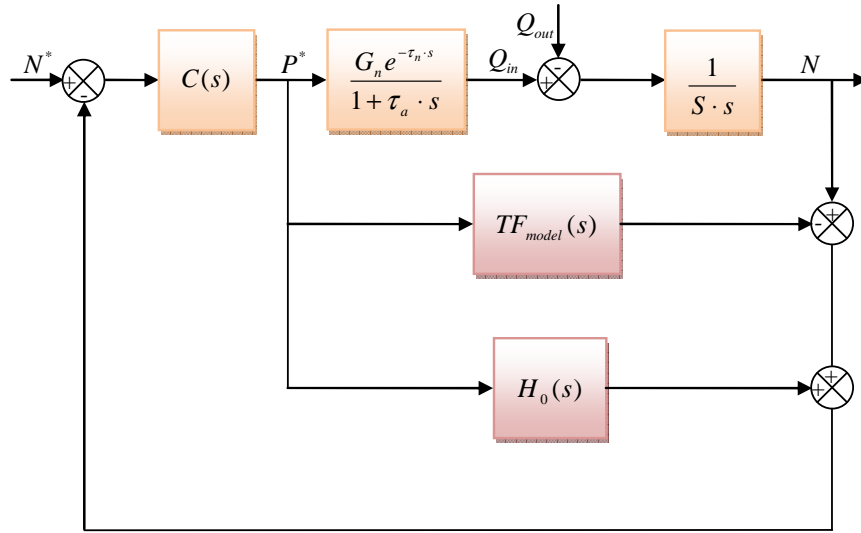 Q_out
N* + - C(s) P* G_n e^{-τ_n·s} / 1 + τ_a · s Q_in + - 1 / S · s N
TF_model(s) - +
H_0(s) + +